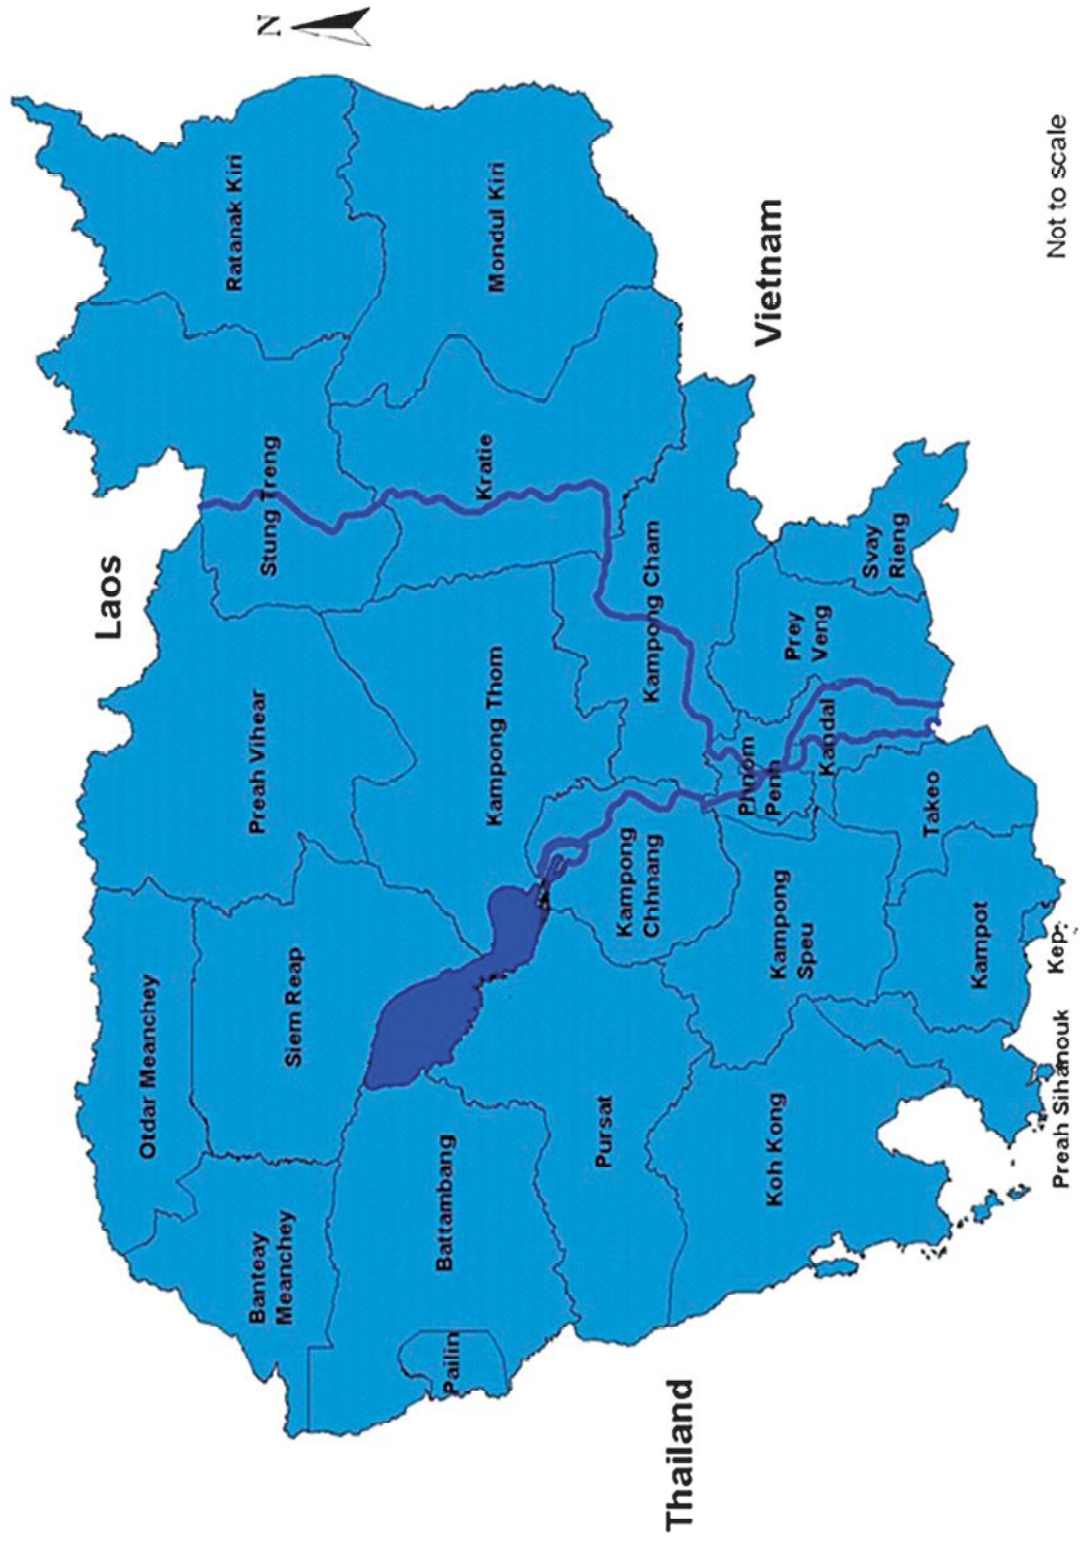 N
Laos
Otdar Meanchey
Preah Vihear
Stung Treng
Ratanak Kiri
Banteay
Meanchey
Siem Reap
Battambang
Pailin
Kampong Thom
Kratie
Mondul Kiri
Pursat
Kampong
Chhnang
Kampong Cham
Thailand
Koh Kong
Kampong
Speu
Phnom
Penh
Kandal
Prey
Veng
Svay
Rieng
Vietnam
Takeo
Kampot
Preah Sihanouk
Kep
Not to scale